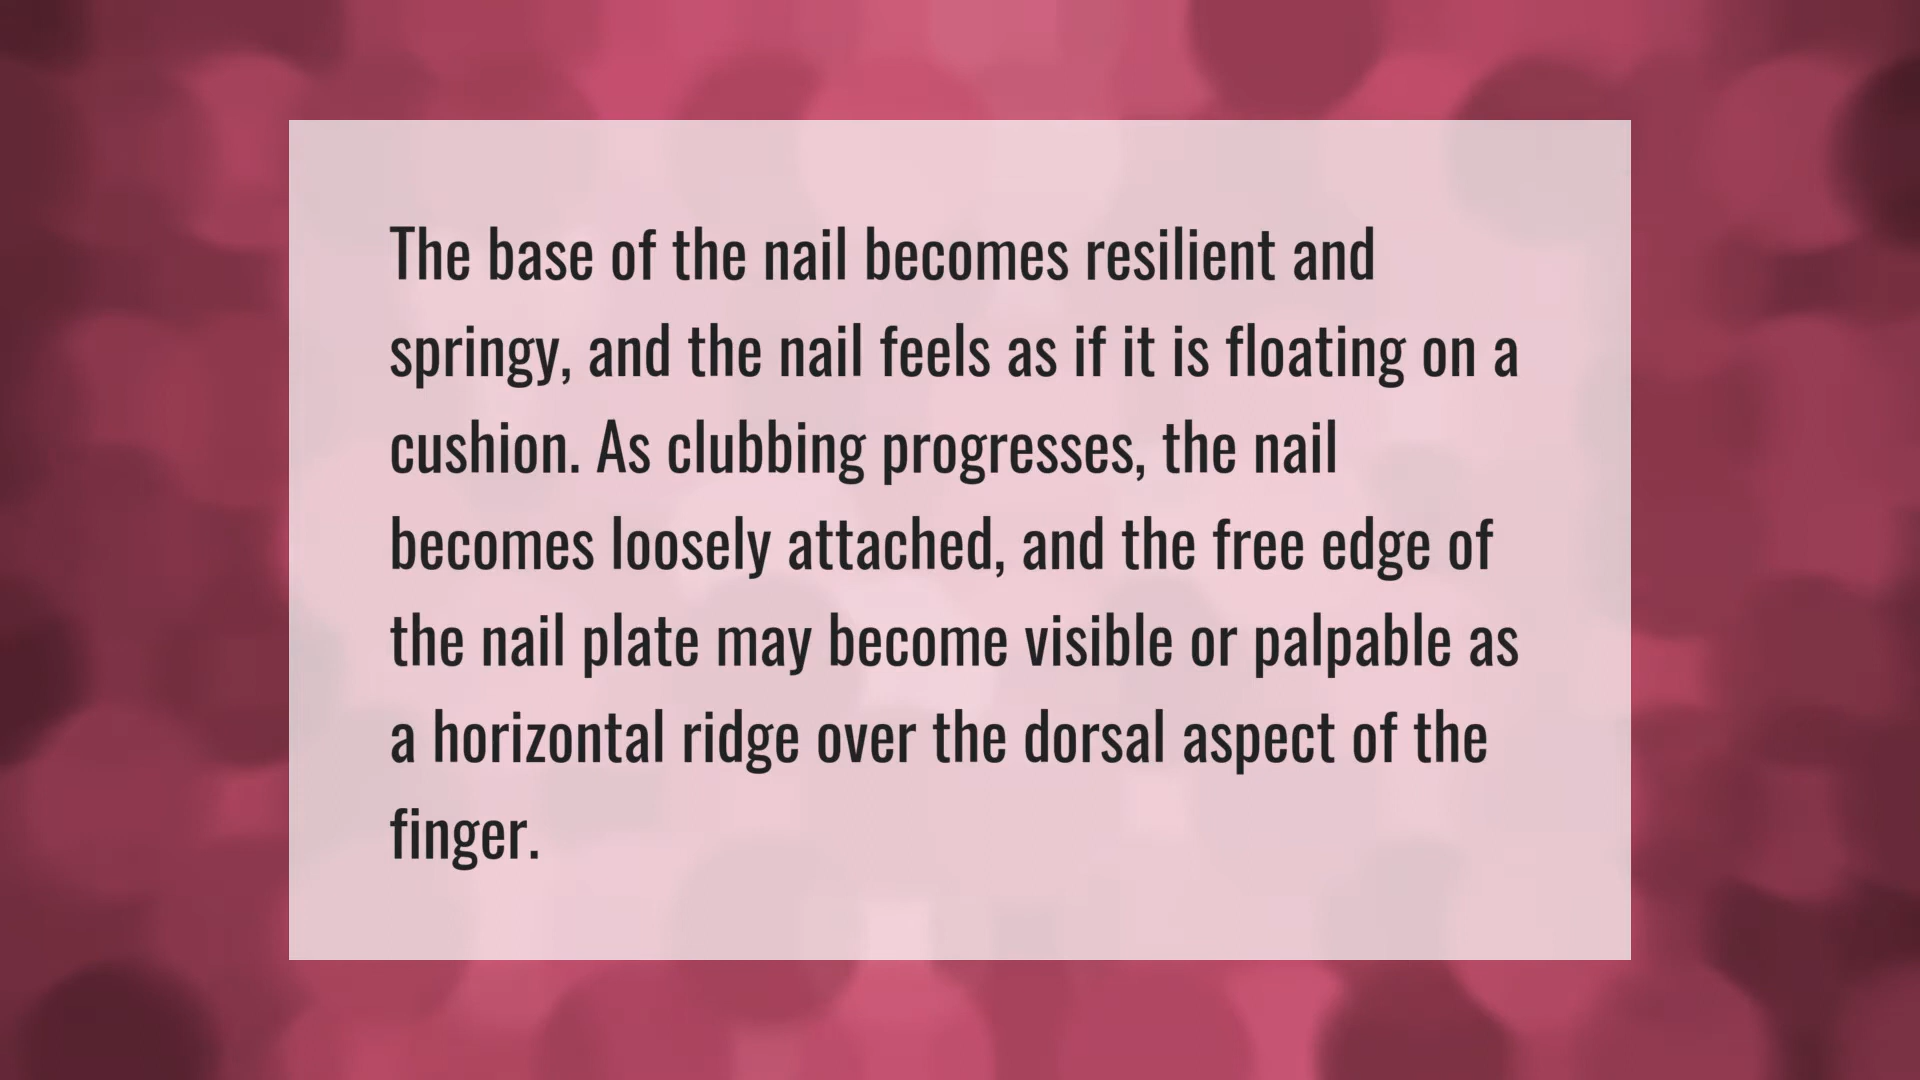 The base of the nail becomes resilient and
springy, and the nail feels as if it is floating on a
cushion. As clubbing progresses, the nail
becomes loosely attached, and the free edge of
the nail plate may become visible or palpable as
a horizontal ridge over the dorsal aspect of the
finger.